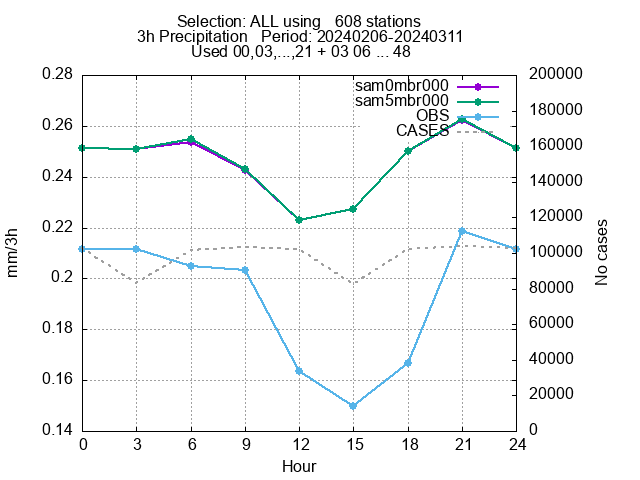 Selection: ALL using   608 stations
3h Precipitation   Period: 20240206-20240311
Used 00,03,...,21 + 03 06 ... 48
sam0mbr000
sam5mbr000
OBS
CASES
0.28
0.26
0.24
0.22
0.2
0.18
0.16
0.14
mm/3h
200000
180000
160000
140000
120000
100000
80000
60000
40000
20000
0
No cases
0 3 6 9 12 15 18 21 24
Hour